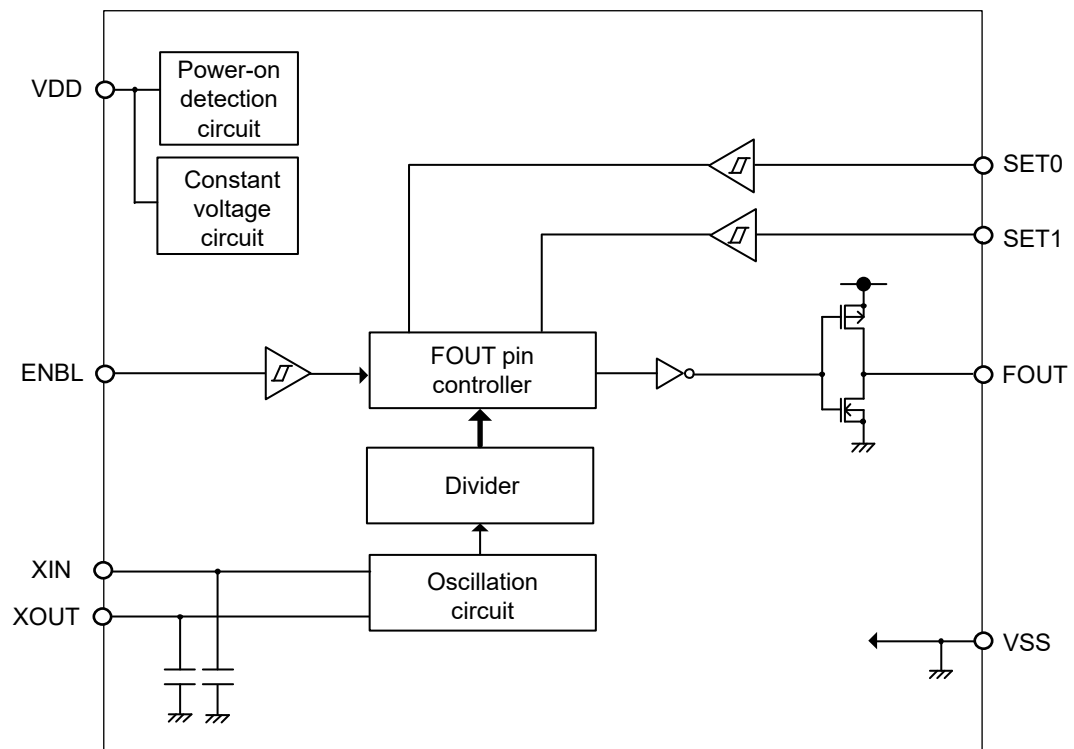 VDD
Power-on
detection
circuit
Constant
voltage
circuit
SET0
SET1
ENBL
FOUT pin
controller
FOUT
Divider
XIN
XOUT
Oscillation
circuit
VSS